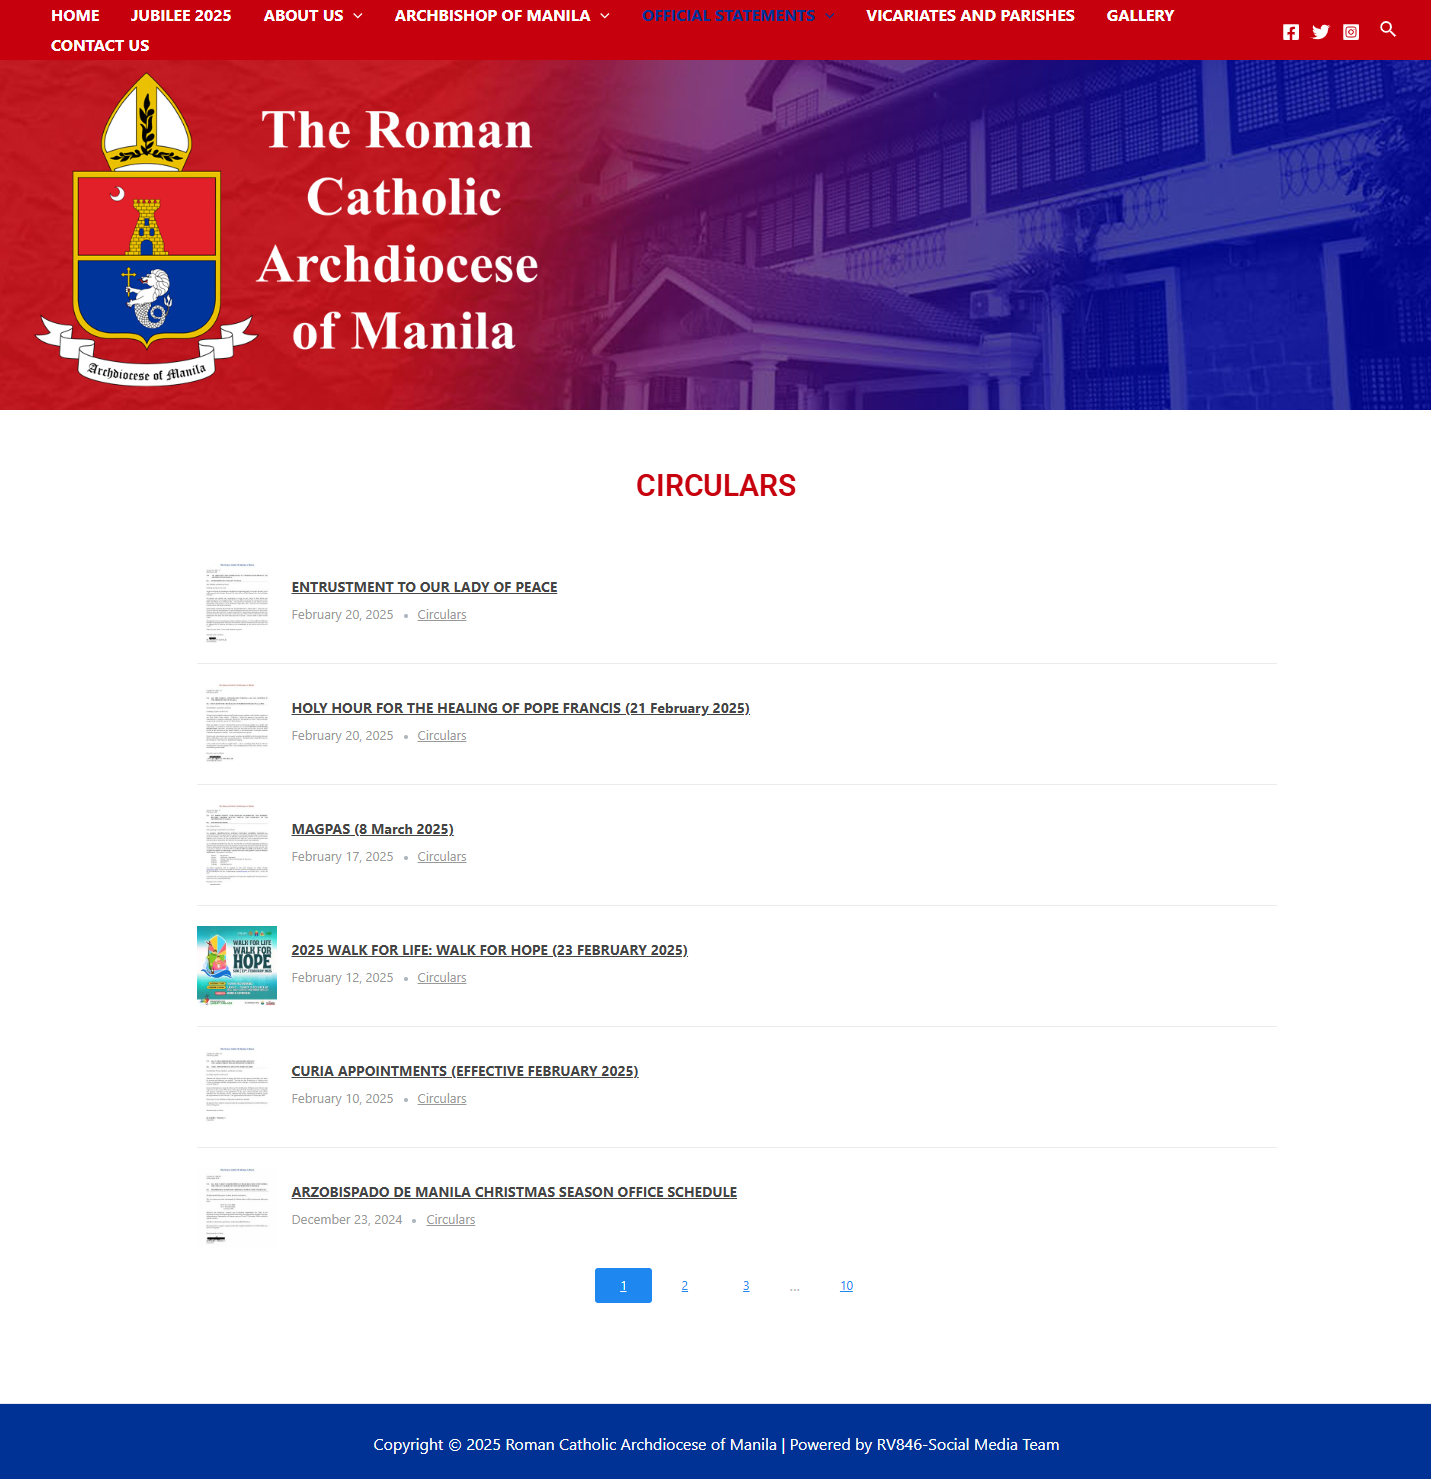 HOME JUBILEE 2025 ABOUT US ARCHBISHOP OF MANILA OFFICIAL STATEMENTS VICARIATES AND PARISHES GALLERY
CONTACT US
The Roman
Catholic
Archdiocese
of Manila
Archdiocese of Manila
CIRCULARS
ENTRUSTMENT TO OUR LADY OF PEACE
February 20, 2025 • Circulars
HOLY HOUR FOR THE HEALING OF POPE FRANCIS (21 February 2025)
February 20, 2025 • Circulars
MAGPAS (8 March 2025)
February 17, 2025 • Circulars
WALK FOR LIFE
WALK FOR
HOPE
2025 WALK FOR LIFE: WALK FOR HOPE (23 FEBRUARY 2025)
February 12, 2025 • Circulars
CURIA APPOINTMENTS (EFFECTIVE FEBRUARY 2025)
February 10, 2025 • Circulars
ARZOBISPADO DE MANILA CHRISTMAS SEASON OFFICE SCHEDULE
December 23, 2024 • Circulars
1 2 3 … 10
Copyright © 2025 Roman Catholic Archdiocese of Manila | Powered by RV846-Social Media Team